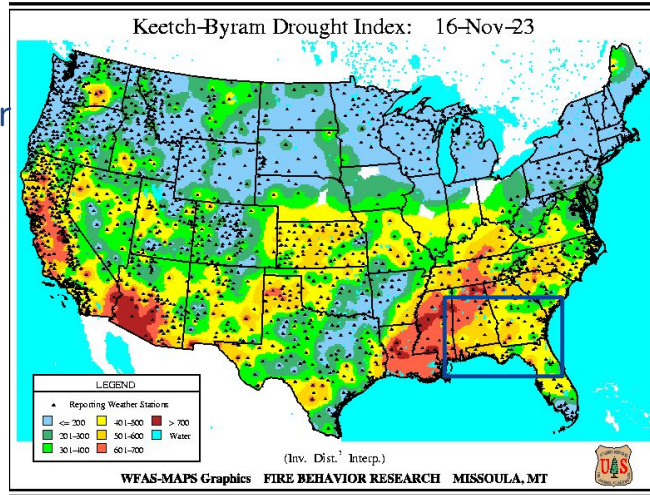 Keetch-Byram Drought Index: 16-Nov-23
r
LEGEND
Reporting Weather Stations
<= 200 401-500 > 700
201-300 501-600 Water
301-400 601-700
(Inv. Dist.² Interp.)
WFAS-MAPS Graphics FIRE BEHAVIOR RESEARCH MISSOULA, MT
U S